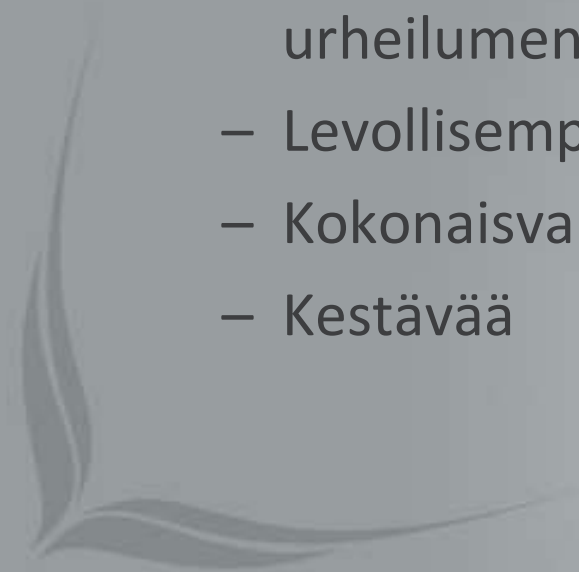 urheilumen
– Levollisemp
– Kokonaisva
– Kestävää